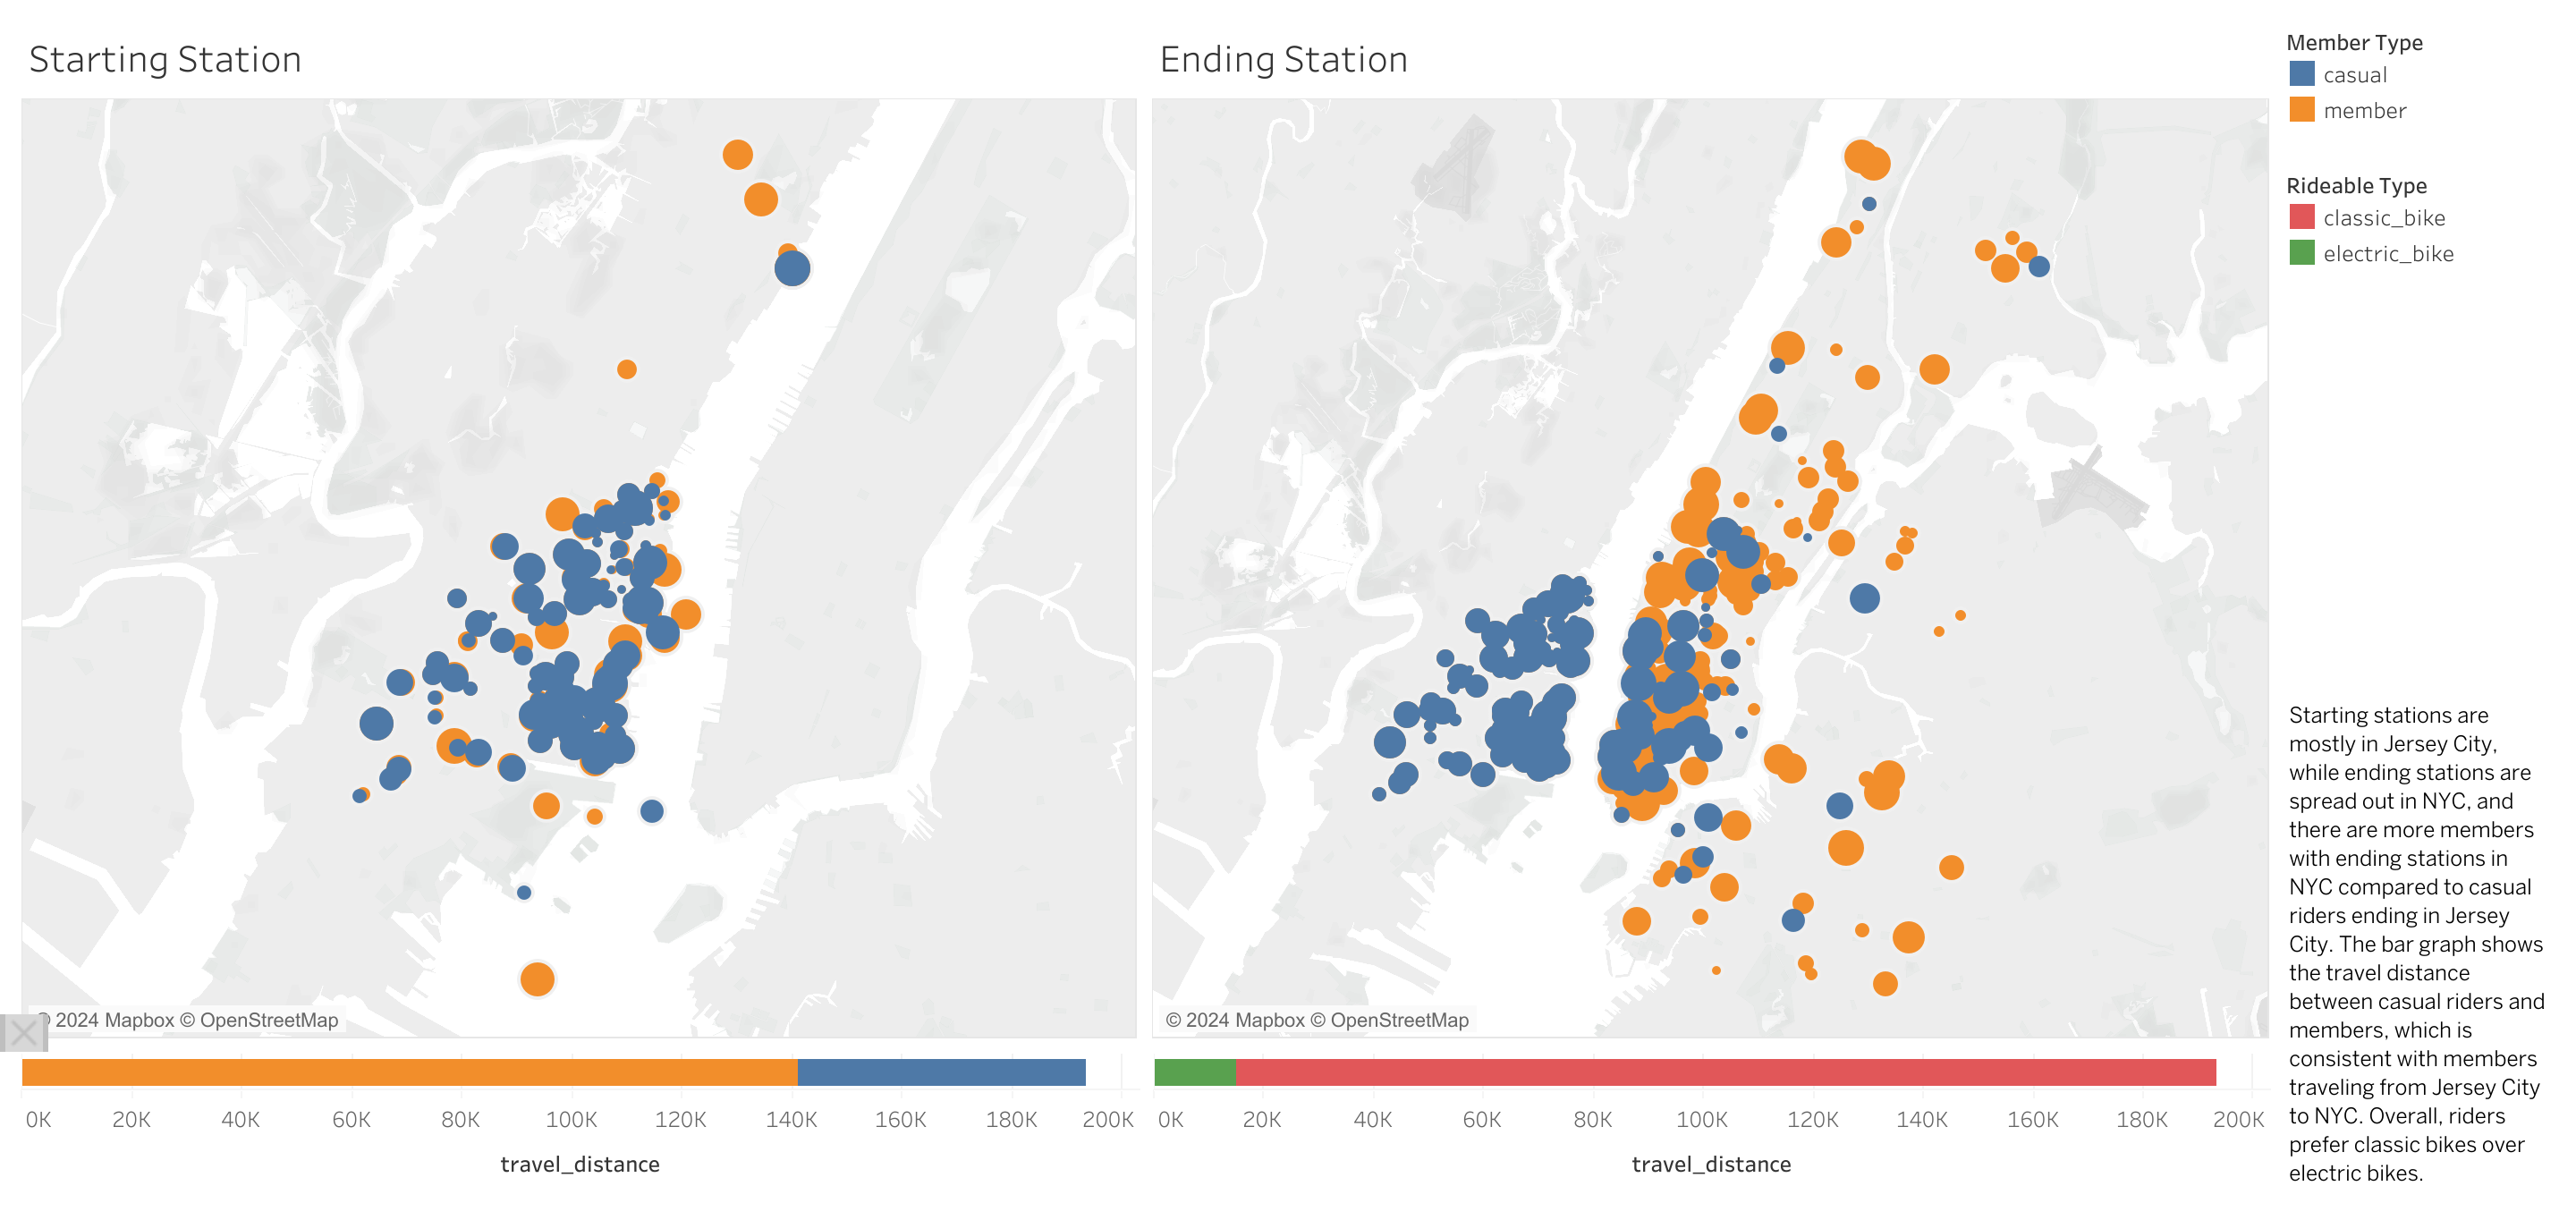 Starting Station
Ending Station
Member Type
casual
member
Rideable Type
classic_bike
electric_bike
Starting stations are
mostly in Jersey City,
while ending stations are
spread out in NYC, and
there are more members
with ending stations in
NYC compared to casual
riders ending in Jersey
City. The bar graph shows
the travel distance
between casual riders and
members, which is
consistent with members
traveling from Jersey City
to NYC. Overall, riders
prefer classic bikes over
electric bikes.
© 2024 Mapbox © OpenStreetMap
© 2024 Mapbox © OpenStreetMap
0K 20K 40K 60K 80K 100K 120K 140K 160K 180K 200K
travel_distance
0K 20K 40K 60K 80K 100K 120K 140K 160K 180K 200K
travel_distance